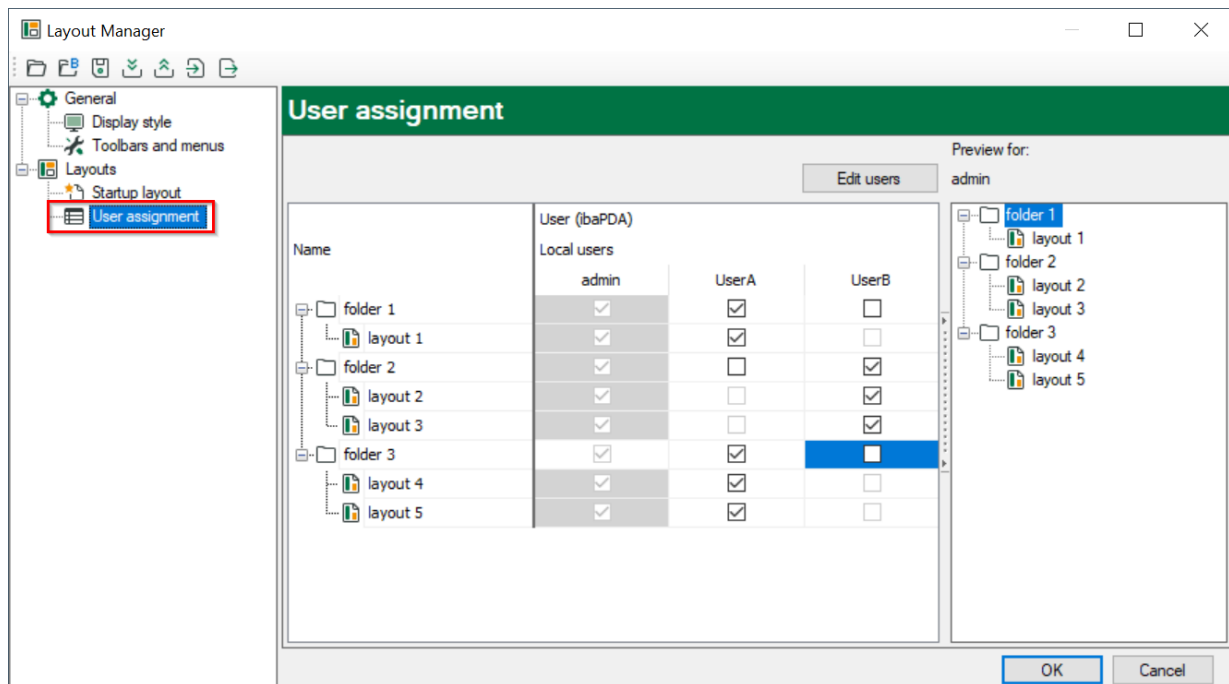 Layout Manager
General
Display style
Toolbars and menus
Layouts
Startup layout
User assignment
User assignment
Preview for:
Edit users
admin
User (ibaPDA)
Name
Local users
admin UserA UserB
folder 1
layout 1
folder 2
layout 2
layout 3
folder 3
layout 4
layout 5
folder 1
layout 1
folder 2
layout 2
layout 3
folder 3
layout 4
layout 5
OK Cancel